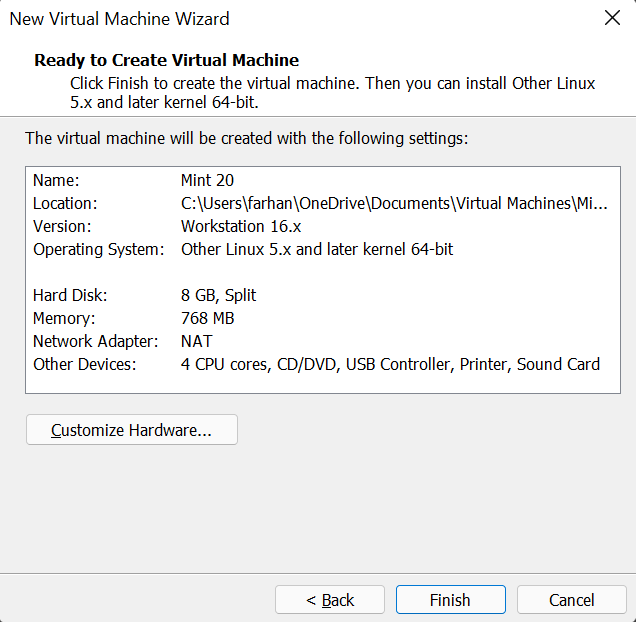 New Virtual Machine Wizard
Ready to Create Virtual Machine
Click Finish to create the virtual machine. Then you can install Other Linux
5.x and later kernel 64-bit.
The virtual machine will be created with the following settings:
Name: Mint 20
Location: C:\Users\farhan\OneDrive\Documents\Virtual Machines\Mi...
Version: Workstation 16.x
Operating System: Other Linux 5.x and later kernel 64-bit
Hard Disk: 8 GB, Split
Memory: 768 MB
Network Adapter: NAT
Other Devices: 4 CPU cores, CD/DVD, USB Controller, Printer, Sound Card
Customize Hardware...
< Back Finish Cancel